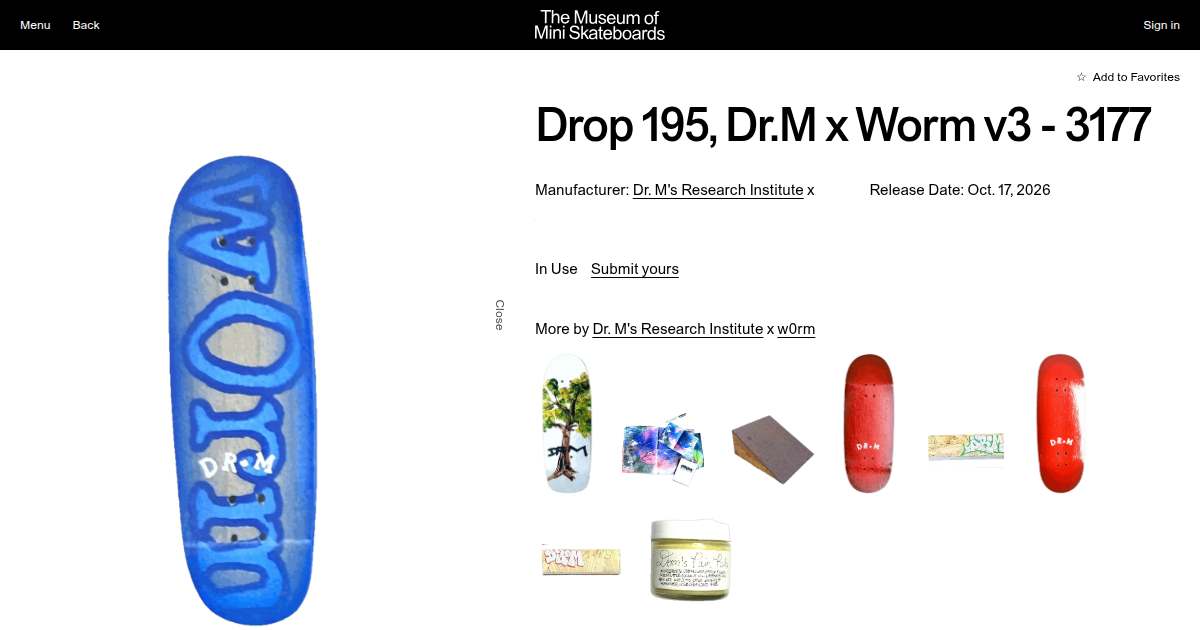 Menu
Back
The Museum of
Mini Skateboards
Sign in
☆ Add to Favorites
Drop 195, Dr.M x Worm v3 - 3177
Manufacturer: Dr. M's Research Institute x
Release Date: Oct. 17, 2026
In Use
Submit yours
Close
More by Dr. M's Research Institute x w0rm
DR.M
DR.M
DR.M